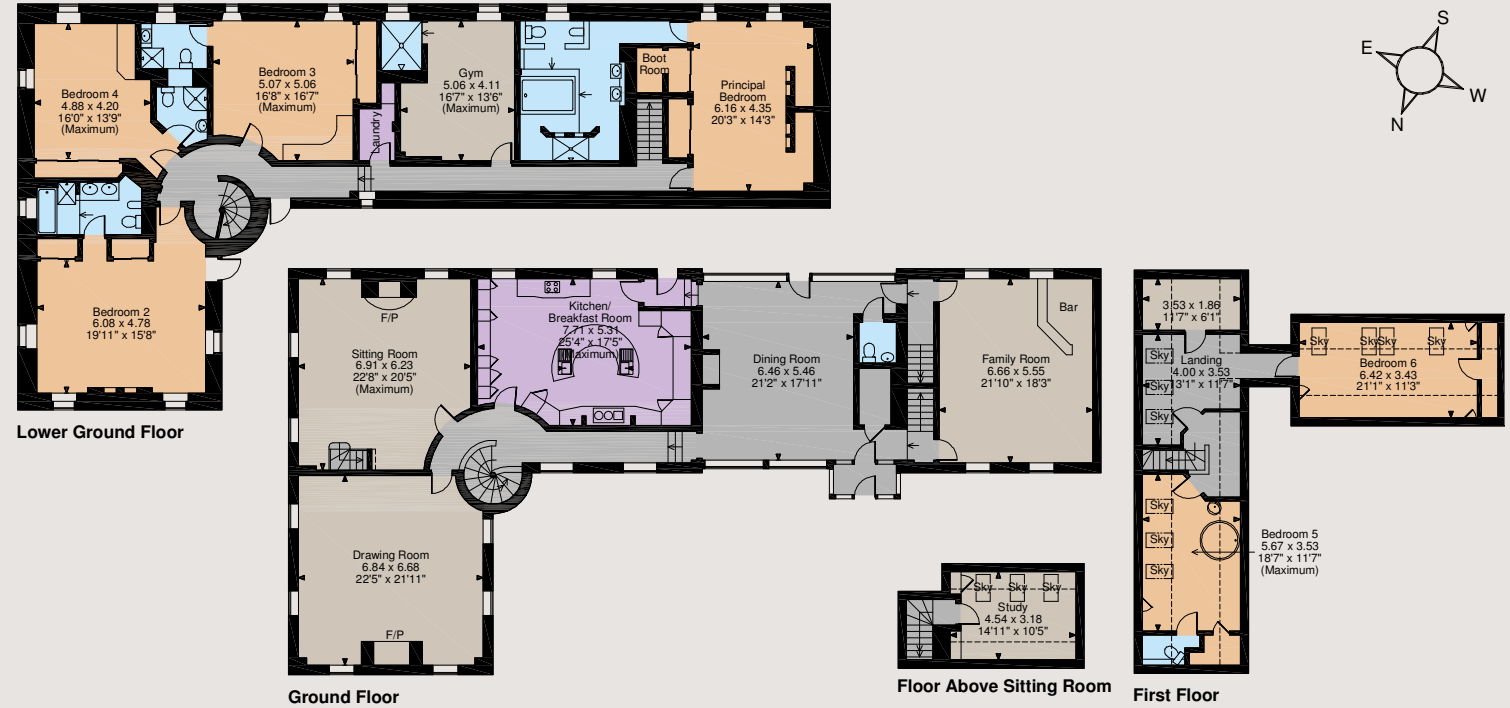 Bedroom 4
4.88 x 4.20
16'0" x 13'9"
(Maximum)
Bedroom 3
5.07 x 5.06
16'8" x 16'7"
(Maximum)
Laundry
Gym
5.06 x 4.11
16'7" x 13'6"
(Maximum)
Boot
Room
Principal
Bedroom
6.16 x 4.35
20'3" x 14'3"
S
E
W
N
Bedroom 2
6.08 x 4.78
19'11" x 15'8"
Lower Ground Floor
F/P
Sitting Room
6.91 x 6.23
22'8" x 20'5"
(Maximum)
Kitchen/
Breakfast Room
7.71 x 5.31
25'4" x 17'5"
(Maximum)
Dining Room
6.46 x 5.46
21'2" x 17'11"
Family Room
6.66 x 5.55
21'10" x 18'3"
Bar
Drawing Room
6.84 x 6.68
22'5" x 21'11"
F/P
Ground Floor
Sky
Sky
Sky
Study
4.54 x 3.18
14'11" x 10'5"
Floor Above Sitting Room
3.53 x 1.86
11'7" x 6'1"
Sky
Sky
Sky
Landing
4.00 x 3.53
13'1" x 11'7"
Sky
Sky
Sky
Sky
Bedroom 6
6.42 x 3.43
21'1" x 11'3"
Sky
Sky
Sky
Bedroom 5
5.67 x 3.53
18'7" x 11'7"
(Maximum)
First Floor